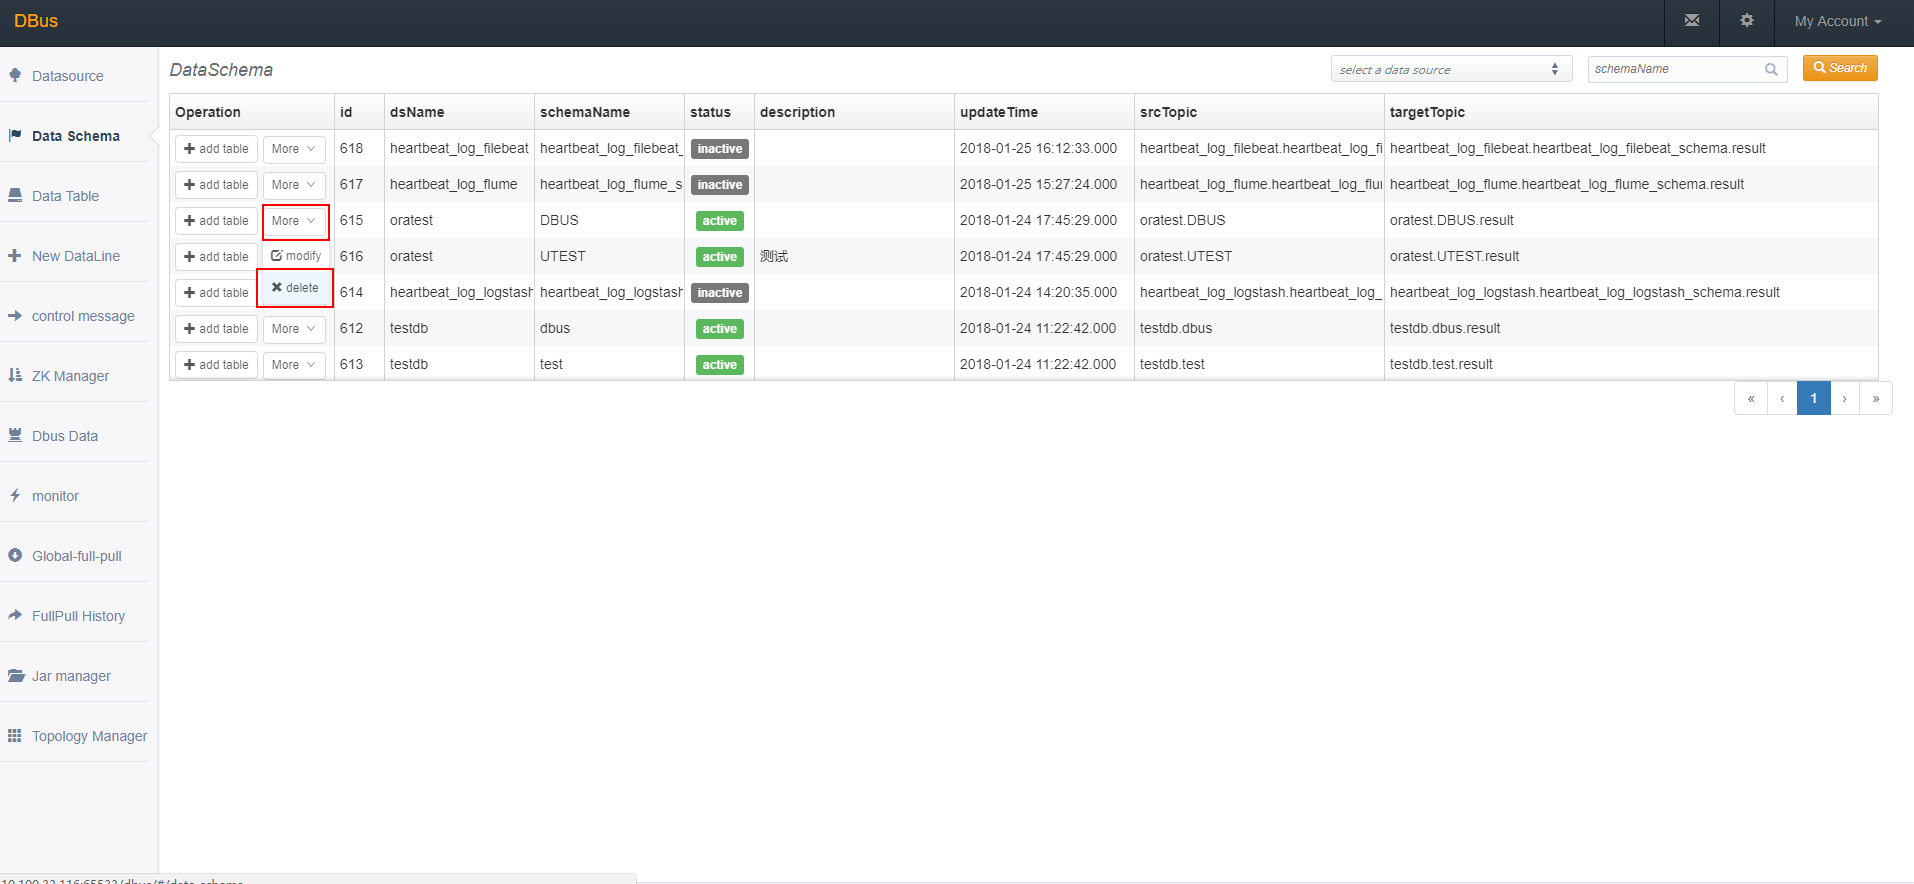 DBus
My Account
Datasource
Data Schema
Data Table
New DataLine
control message
ZK Manager
Dbus Data
monitor
Global-full-pull
FullPull History
Jar manager
Topology Manager
DataSchema
select a data source
schemaName
Search
Operation id dsName schemaName status description updateTime srcTopic targetTopic
add table More 618 heartbeat_log_filebeat heartbeat_log_filebeat_ inactive 2018-01-25 16:12:33.000 heartbeat_log_filebeat.heartbeat_log_fi heartbeat_log_filebeat.heartbeat_log_filebeat_schema.result
add table More 617 heartbeat_log_flume heartbeat_log_flume_s inactive 2018-01-25 15:27:24.000 heartbeat_log_flume.heartbeat_log_flu heartbeat_log_flume.heartbeat_log_flume_schema.result
add table More 615 oratest DBUS active 2018-01-24 17:45:29.000 oratest.DBUS oratest.DBUS.result
add table modify 616 oratest UTEST active 测试 2018-01-24 17:45:29.000 oratest.UTEST oratest.UTEST.result
add table delete 614 heartbeat_log_logstash heartbeat_log_logstash inactive 2018-01-24 14:20:35.000 heartbeat_log_logstash.heartbeat_log_ heartbeat_log_logstash.heartbeat_log_logstash_schema.result
add table More 612 testdb dbus active 2018-01-24 11:22:42.000 testdb.dbus testdb.dbus.result
add table More 613 testdb test active 2018-01-24 11:22:42.000 testdb.test testdb.test.result
« ‹ 1 › »